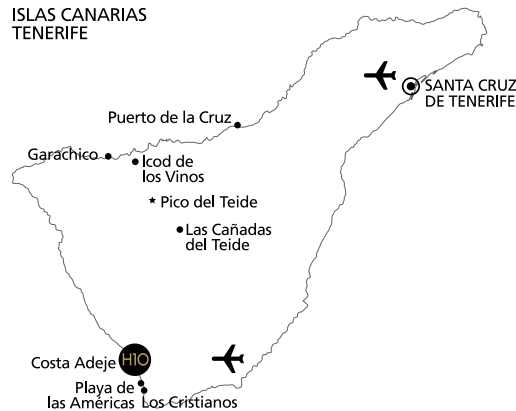 ISLAS CANARIAS
TENERIFE
SANTA CRUZ
DE TENERIFE
Puerto de la Cruz
Garachico
Icod de
los Vinos
Pico del Teide
Las Cañadas
del Teide
Costa Adeje
H10
Playa de
las Américas
Los Cristianos